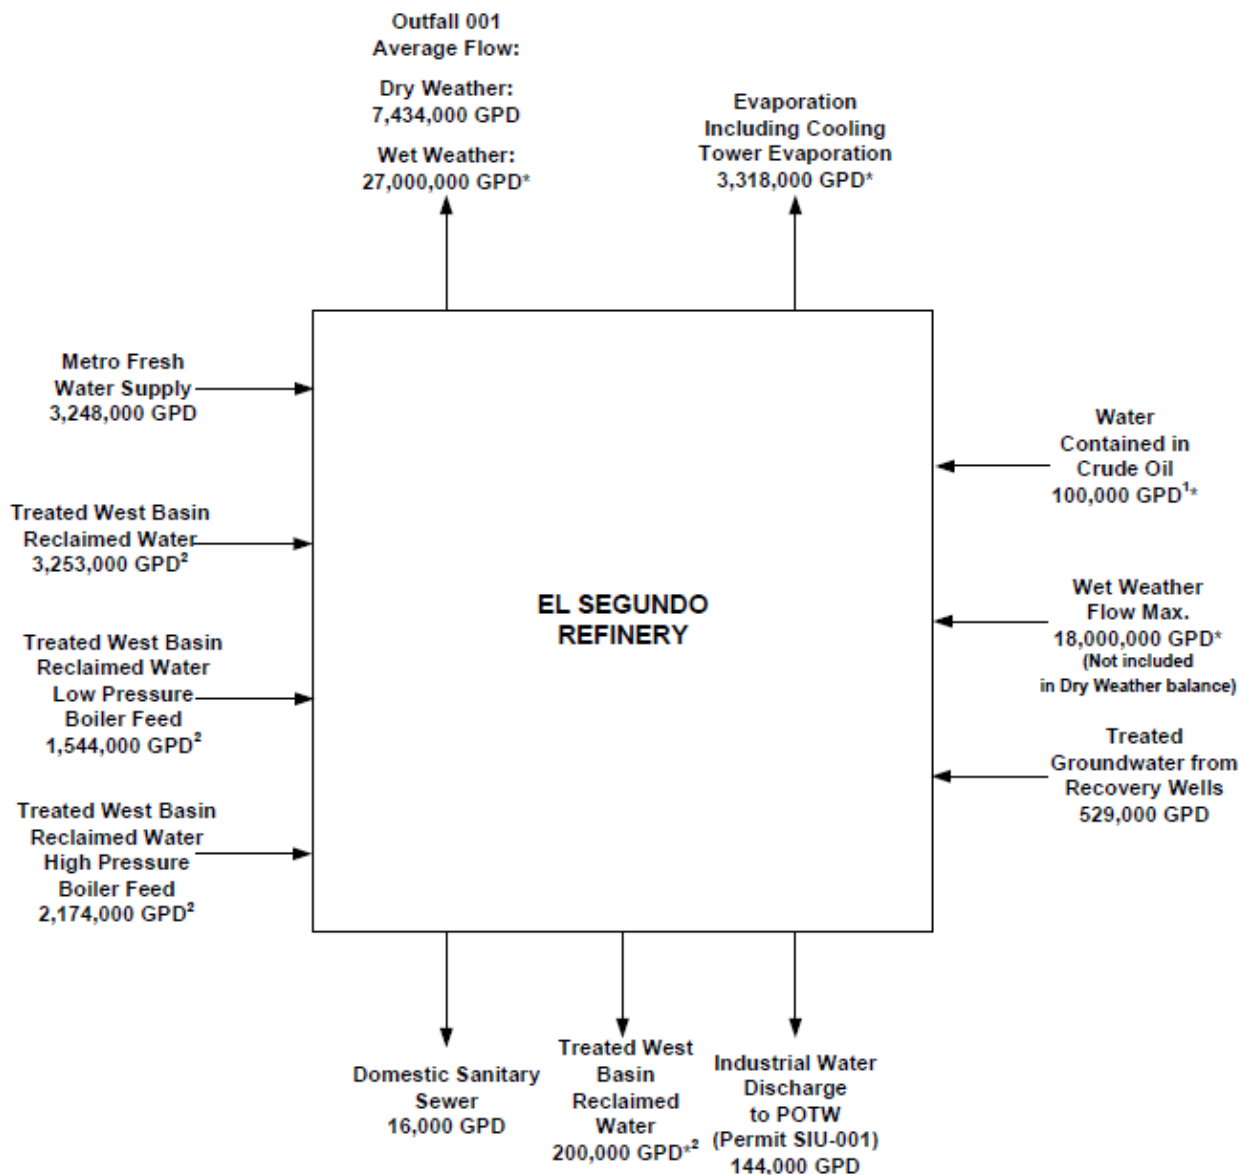 Outfall 001
Average Flow:
Dry Weather:
7,434,000 GPD
Wet Weather:
27,000,000 GPD*
Evaporation
Including Cooling
Tower Evaporation
3,318,000 GPD*
Metro Fresh
Water Supply
3,248,000 GPD
Treated West Basin
Reclaimed Water
3,253,000 GPD²
Treated West Basin
Reclaimed Water
Low Pressure
Boiler Feed
1,544,000 GPD²
Treated West Basin
Reclaimed Water
High Pressure
Boiler Feed
2,174,000 GPD²
EL SEGUNDO
REFINERY
Water
Contained in
Crude Oil
100,000 GPD¹*
Wet Weather
Flow Max.
18,000,000 GPD*
(Not included
in Dry Weather balance)
Treated
Groundwater from
Recovery Wells
529,000 GPD
Domestic Sanitary
Sewer
16,000 GPD
Treated West
Basin
Reclaimed
Water
200,000 GPD*²
Industrial Water
Discharge
to POTW
(Permit SIU-001)
144,000 GPD